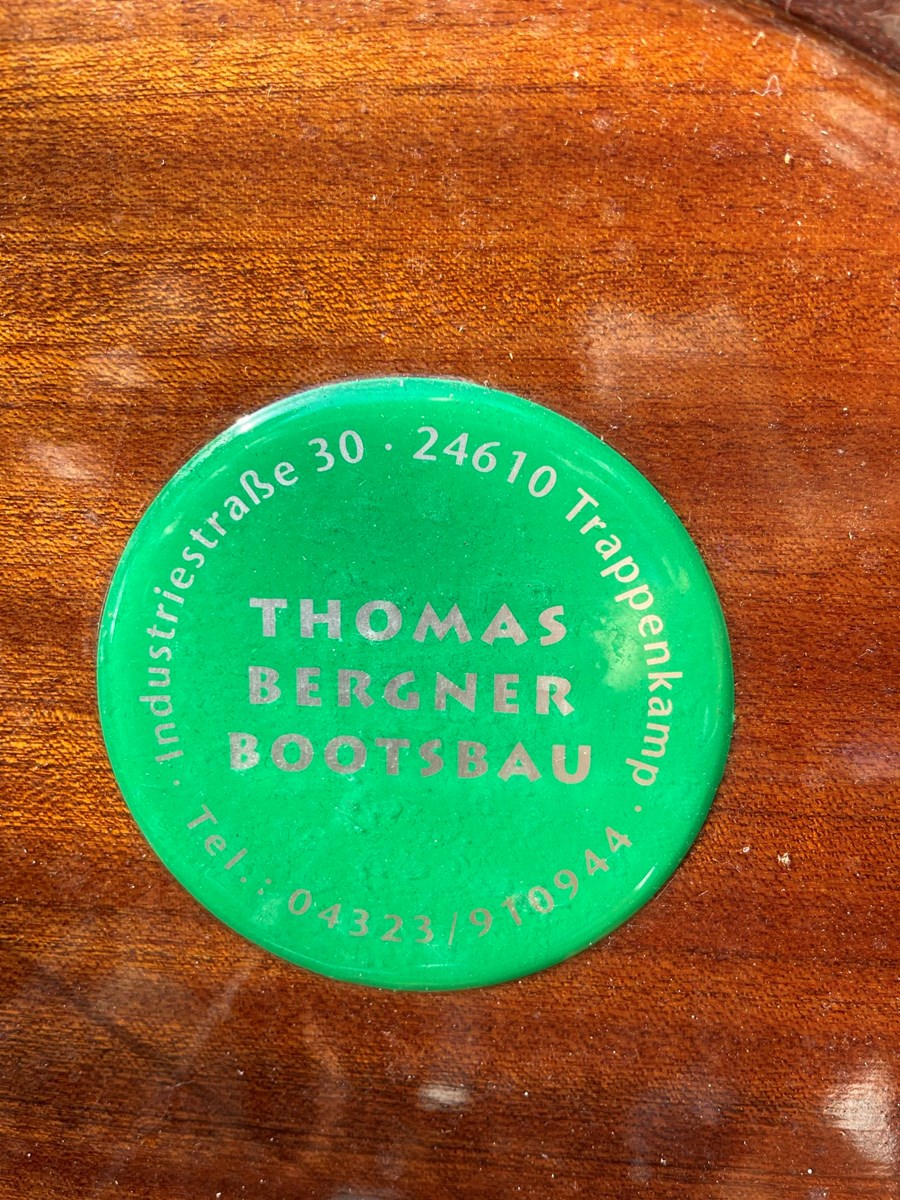 · Industriestraße 30 · 24610 Trappenkamp ·
THOMAS
BERGNER
BOOTSBAU
Tel.: 04323/910944